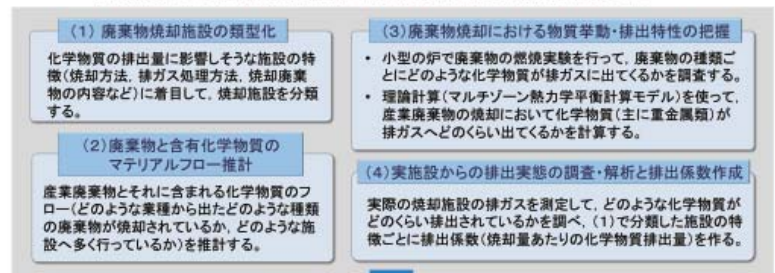 (1) 廃棄物焼却施設の類型化
化学物質の排出量に影響しそうな施設の特
徴(焼却方法, 排ガス処理方法, 焼却廃棄
物の内容など)に着目して, 焼却施設を分類
する。
(2)廃棄物と含有化学物質の
マテリアルフロー推計
産業廃棄物とそれに含まれる化学物質のフ
ロー(どのような業種から出たどのような種類
の廃棄物が焼却されているか, どのような施
設へ多く行っているか)を推計する。
(3)廃棄物焼却における物質挙動・排出特性の把握
• 小型の炉で廃棄物の燃焼実験を行って, 廃棄物の種類ご
とにどのような化学物質が排ガスに出てくるかを調査する。
• 理論計算(マルチゾーン熱力学平衡計算モデル)を使って,
産業廃棄物の焼却において化学物質(主に重金属類)が
排ガスへどのくらい出てくるかを計算する。
(4)実施設からの排出実態の調査・解析と排出係数作成
実際の焼却施設の排ガスを測定して, どのような化学物質が
どのくらい排出されているかを調べ, (1)で分類した施設の特
徴ごとに排出係数(焼却量あたりの化学物質排出量)を作る。